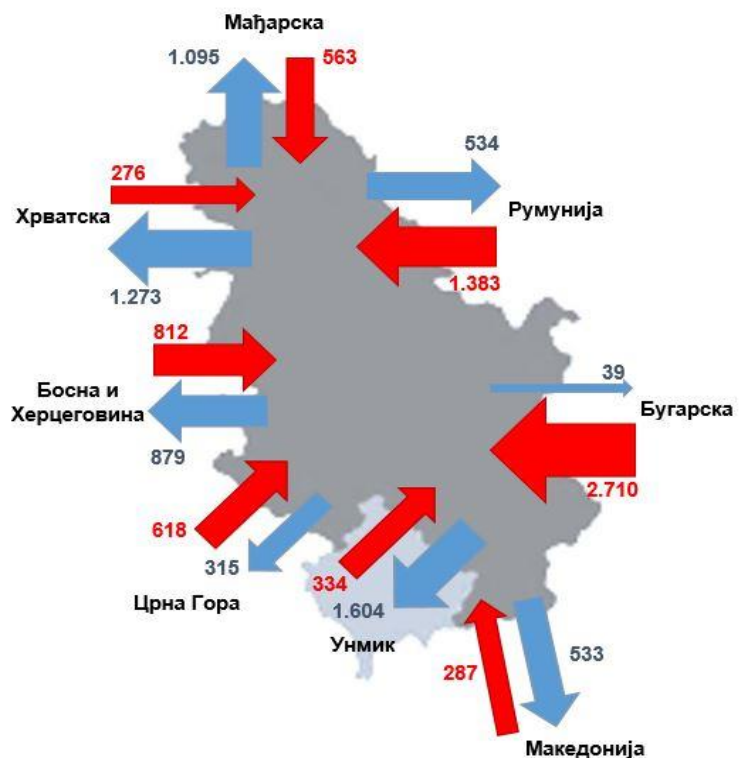 Мађарска
1.095
563
534
276
Хрватска
Румунија
1.273
1.383
812
39
Босна и
Херцеговина
Бугарска
879
2.710
618
315
334
Црна Гора
1.604
Унмик
533
287
Македонија